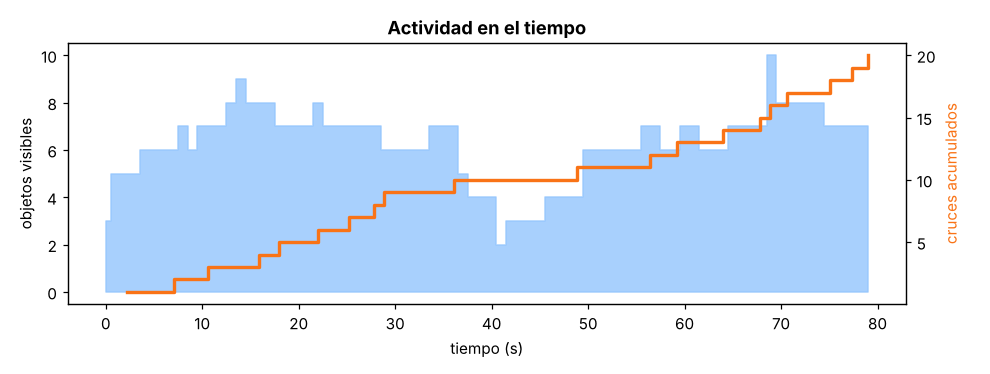 Actividad en el tiempo
objetos visibles
10
8
6
4
2
0
20
15
10
5
cruces acumulados
0 10 20 30 40 50 60 70 80
tiempo (s)